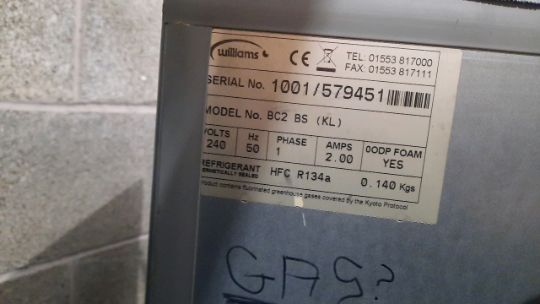 williams
CE
TEL: 01553 817000
FAX: 01553 817111
SERIAL No. 1001/579451
MODEL No. BC2 BS (KL)
VOLTS Hz PHASE AMPS 0ODP FOAM
240 50 1 2.00 YES
REFRIGERANT HFC R134a 0.140 Kgs
HERMETICALLY SEALED
Product contains fluorinated greenhouse gases covered by the Kyoto Protocol
GAS?